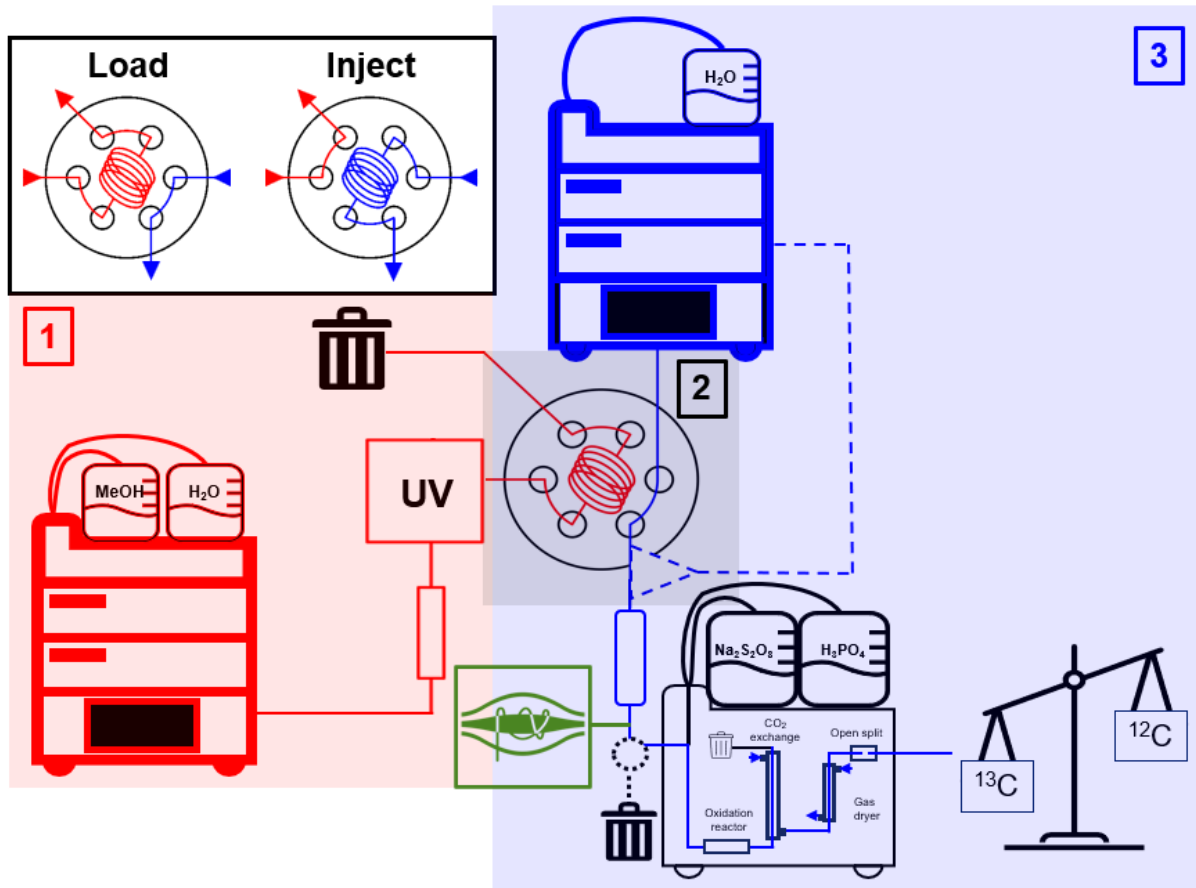 Load
Inject
3
H₂O
1
2
MeOH
H₂O
UV
Na₂S₂O₈
H₃PO₄
CO₂
exchange
Open split
Oxidation
reactor
Gas
dryer
¹³C
¹²C